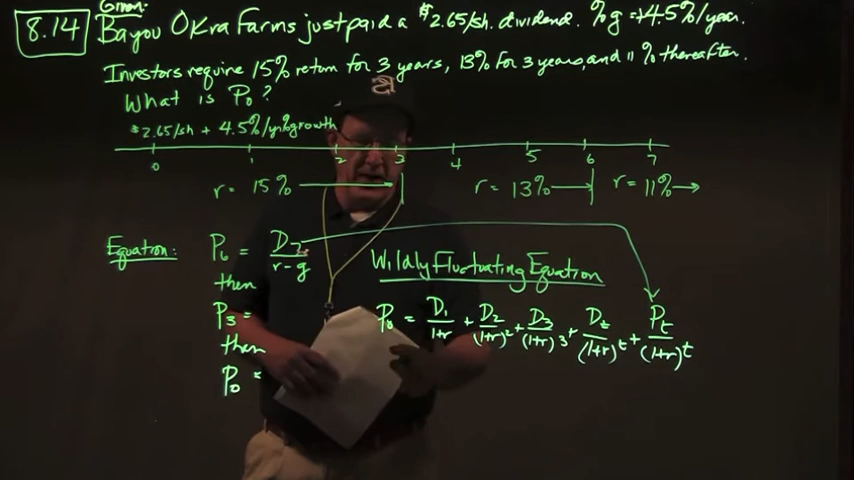 Given:
8.14 Bayou Okra Farms just paid a $2.65/sh. dividend. %g = +4.5%/year.
Investors require 15% return for 3 years, 13% for 3 years, and 11% thereafter.
What is P₀?
$2.65/sh + 4.5%/yr % growth
0 1 2 3 4 5 6 7
r = 15% r = 13% r = 11%
Equation: P₆ = D₇/(r-g)
then
Wildly Fluctuating Equation
P₃ =
P₀ = D₁/(1+r) + D₂/(1+r)² + D₃/(1+r)³ + Dt/(1+r)^t + Pt/(1+r)^t
then
P₀ =